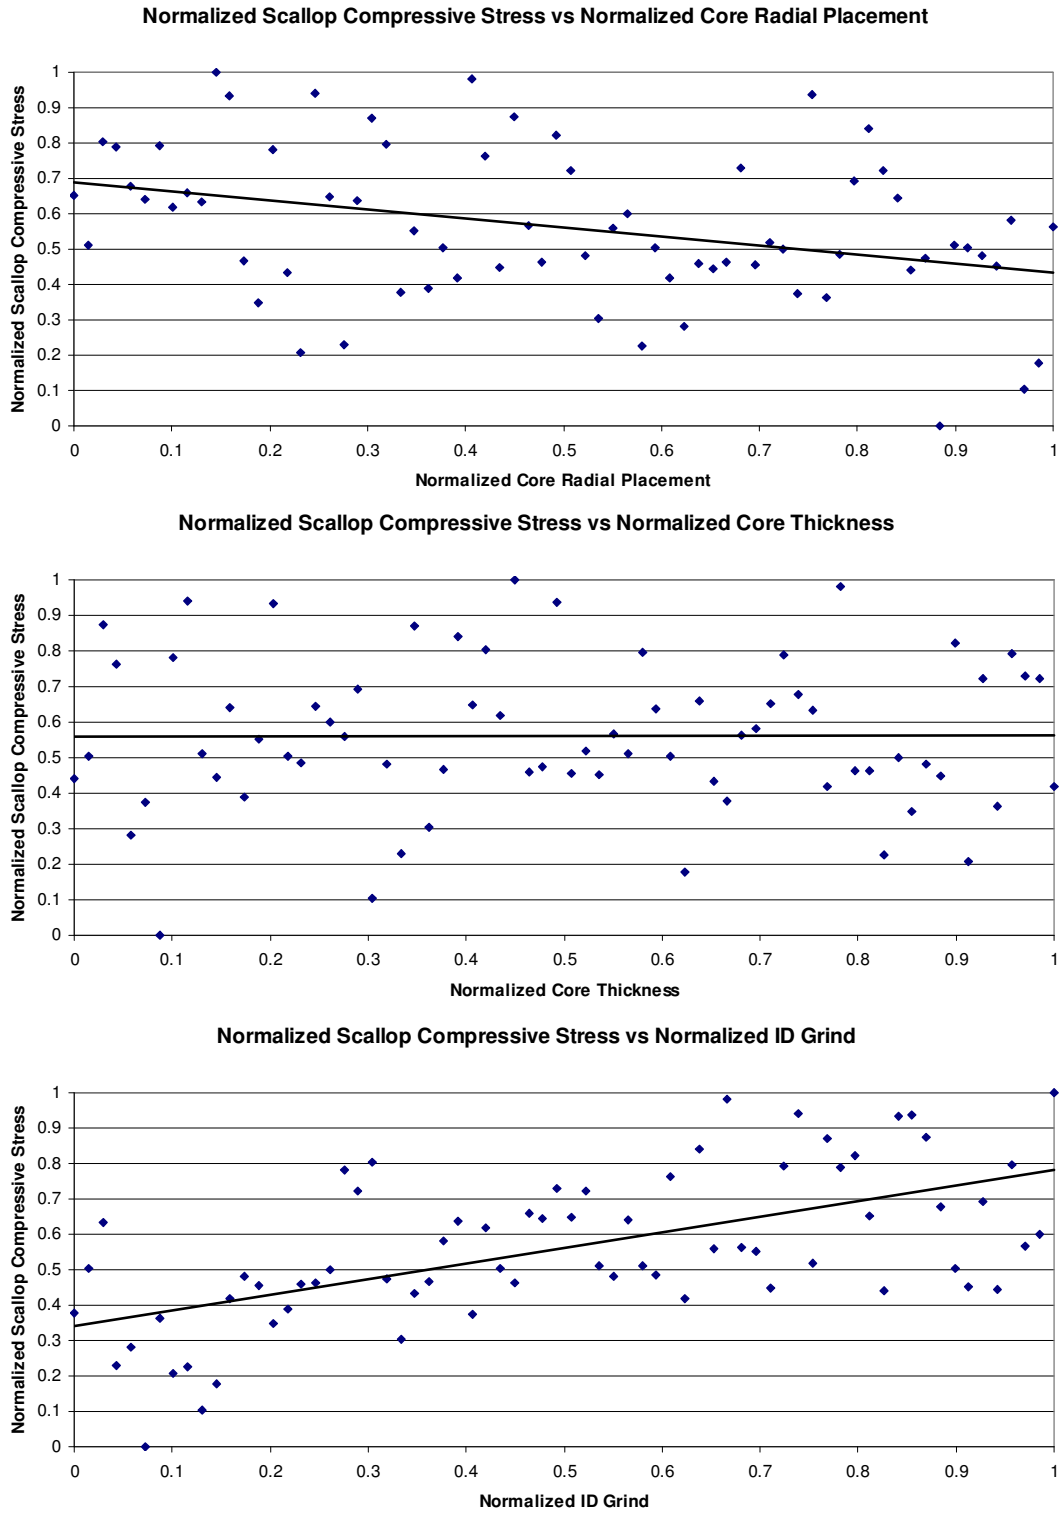 Normalized Scallop Compressive Stress vs Normalized Core Radial Placement
Normalized Scallop Compressive Stress
1
0.9
0.8
0.7
0.6
0.5
0.4
0.3
0.2
0.1
0
0 0.1 0.2 0.3 0.4 0.5 0.6 0.7 0.8 0.9 1
Normalized Core Radial Placement
Normalized Scallop Compressive Stress vs Normalized Core Thickness
Normalized Scallop Compressive Stress
1
0.9
0.8
0.7
0.6
0.5
0.4
0.3
0.2
0.1
0
0 0.1 0.2 0.3 0.4 0.5 0.6 0.7 0.8 0.9 1
Normalized Core Thickness
Normalized Scallop Compressive Stress vs Normalized ID Grind
Normalized Scallop Compressive Stress
1
0.9
0.8
0.7
0.6
0.5
0.4
0.3
0.2
0.1
0
0 0.1 0.2 0.3 0.4 0.5 0.6 0.7 0.8 0.9 1
Normalized ID Grind